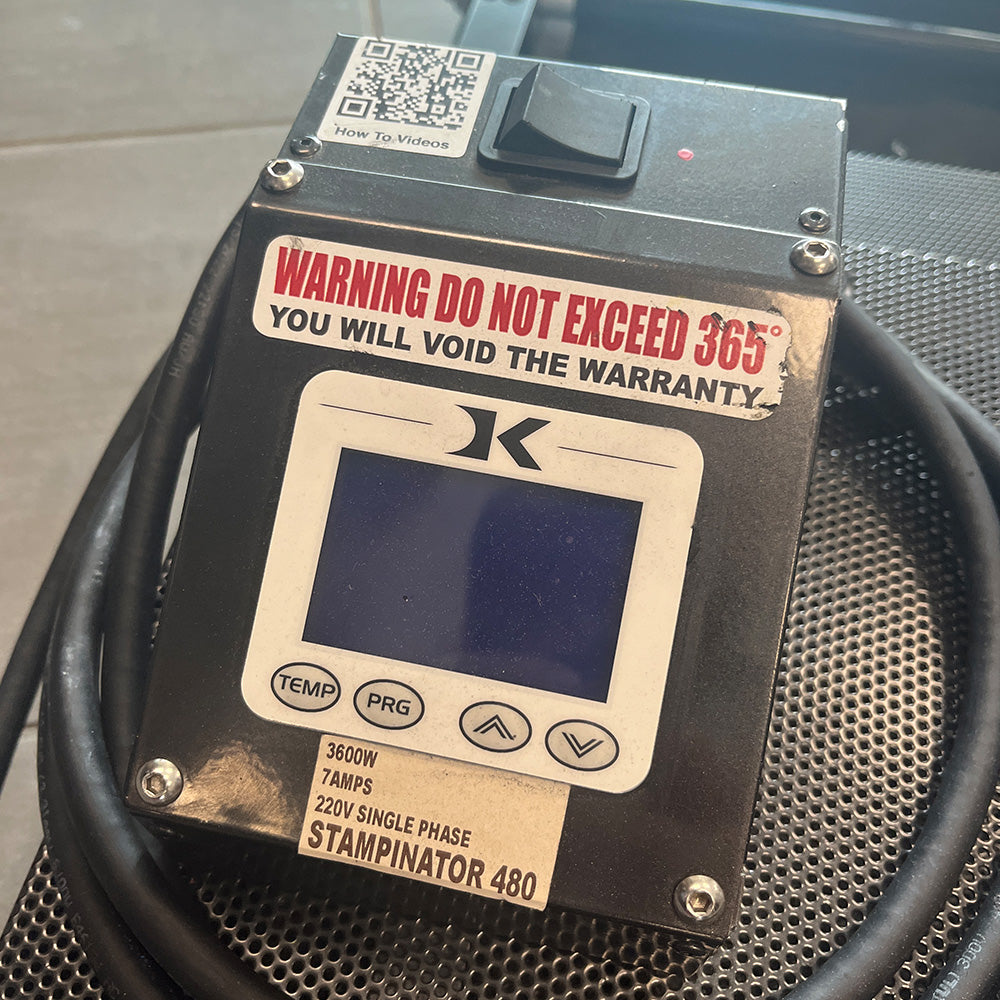 How To Videos
WARNING DO NOT EXCEED 365°
YOU WILL VOID THE WARRANTY
K
TEMP
PRG
3600W
7AMPS
220V SINGLE PHASE
STAMPINATOR 480
300V